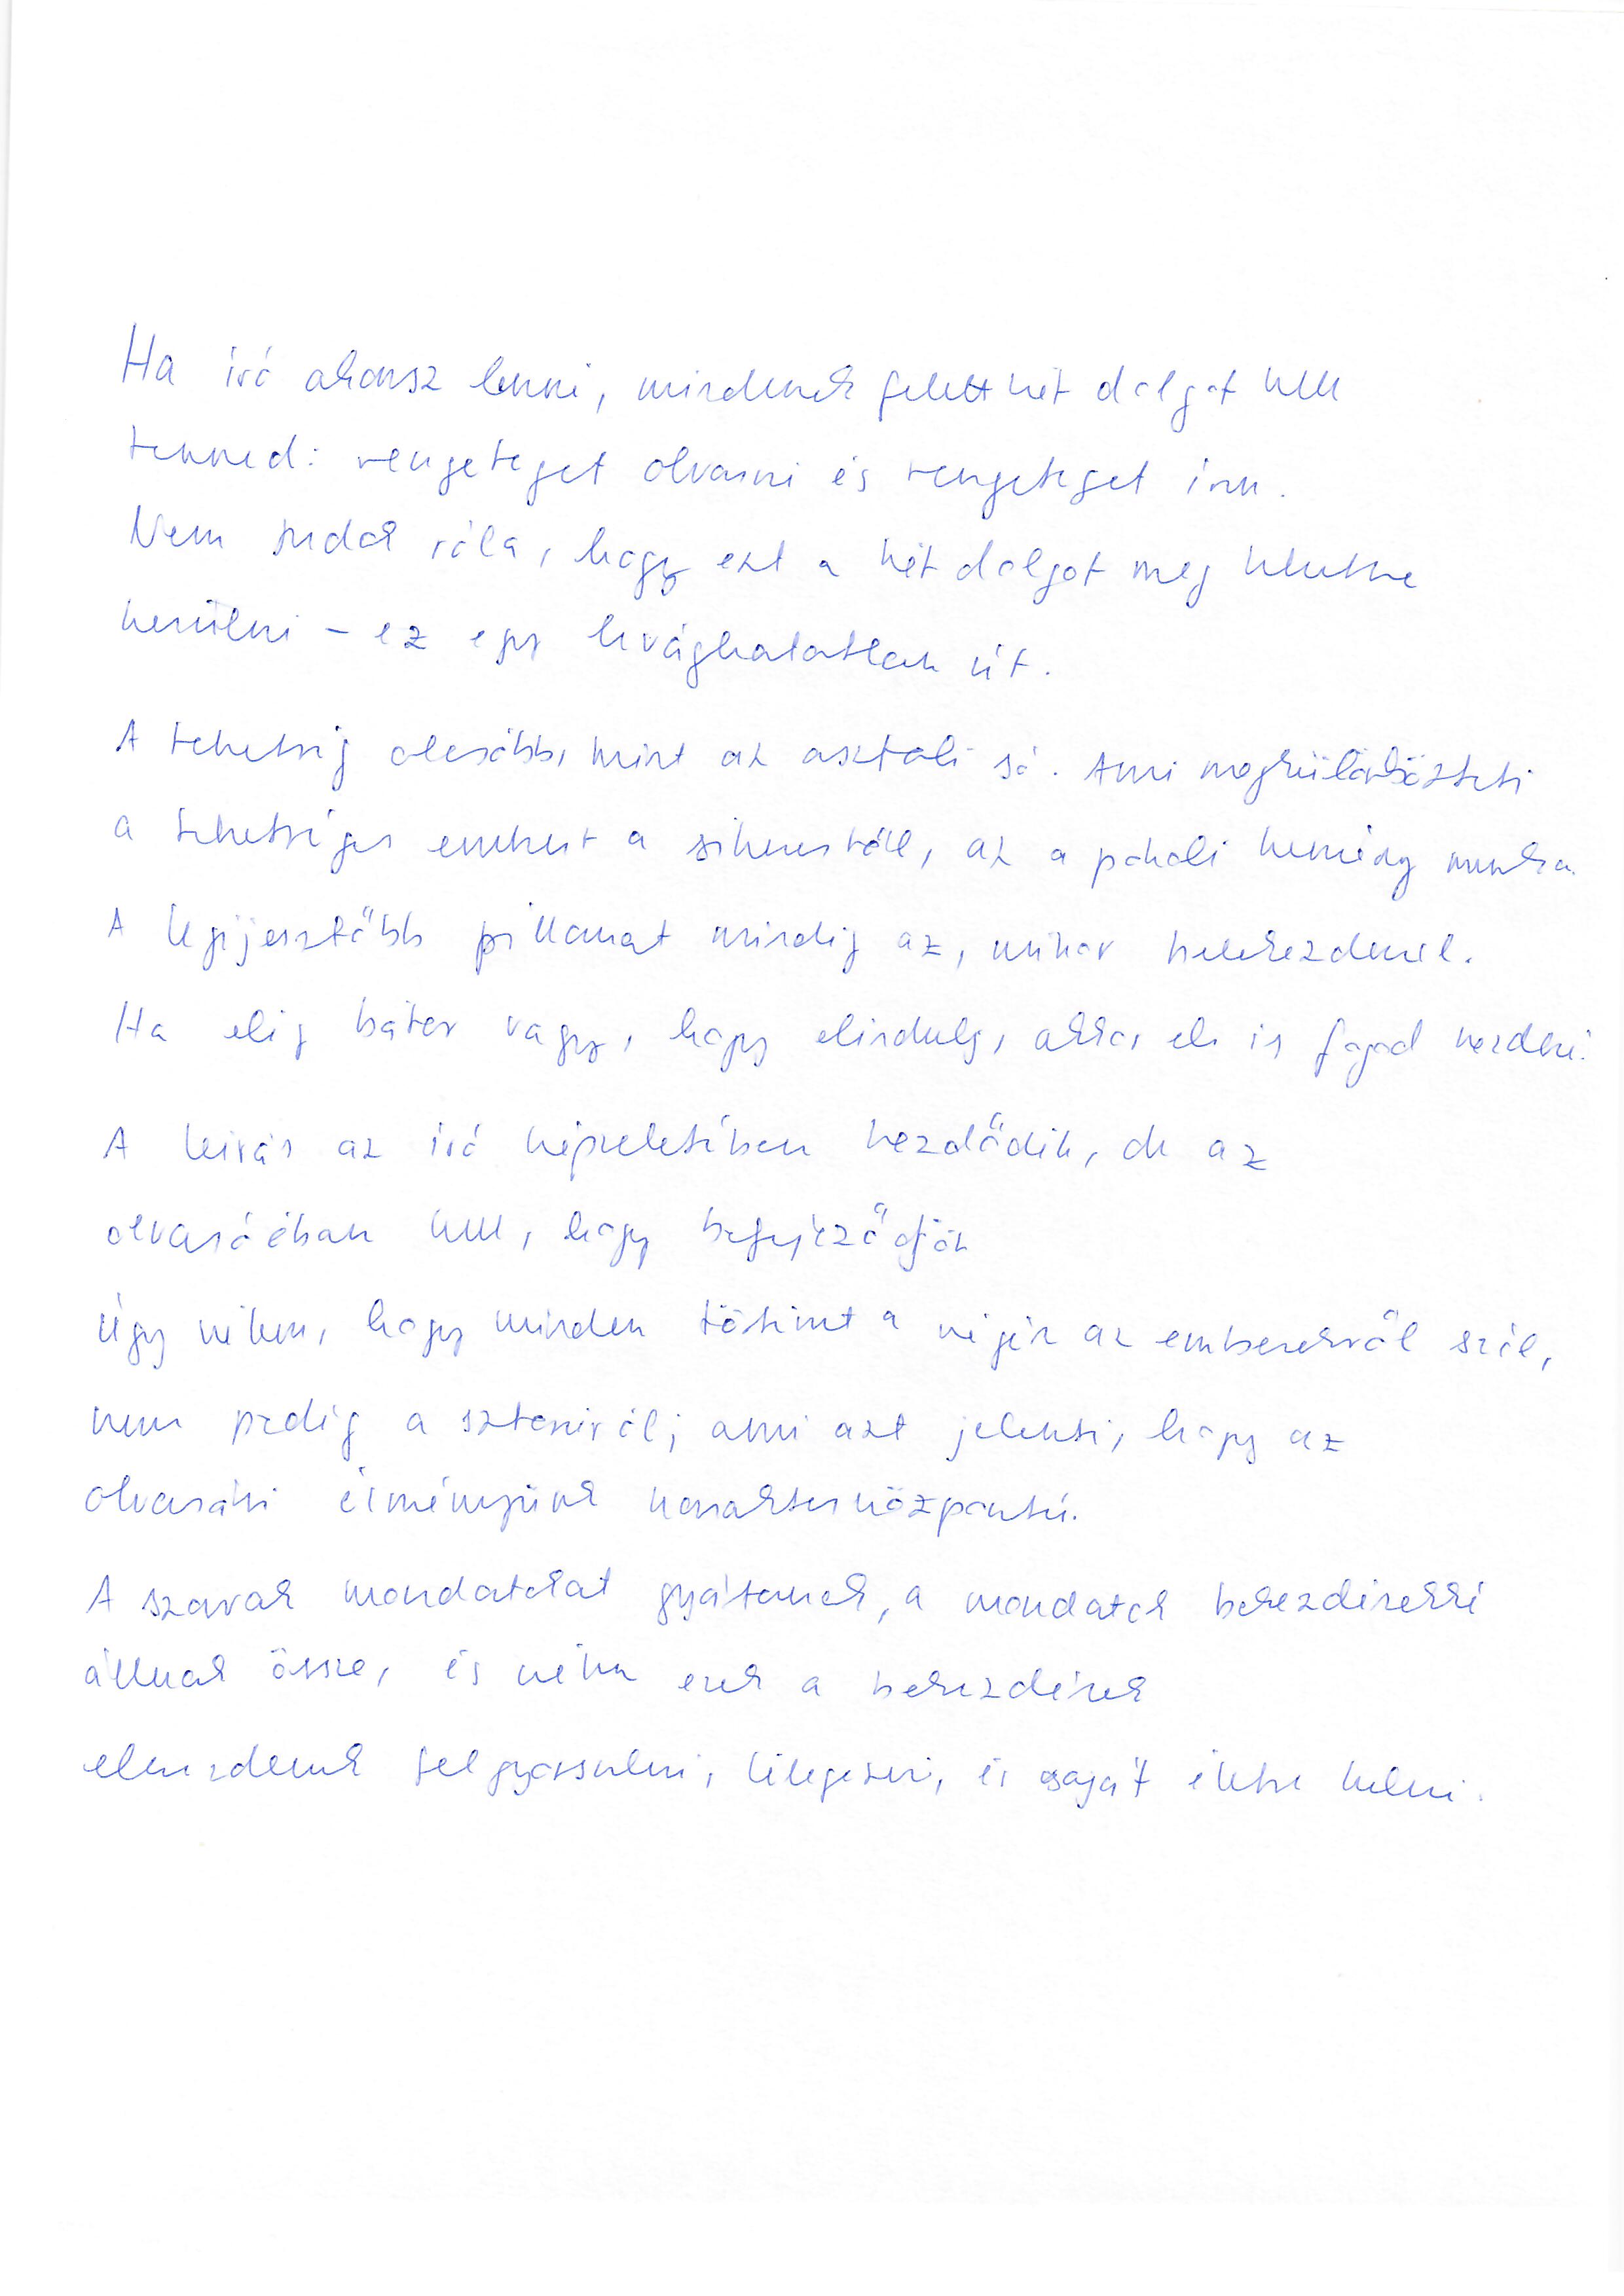 Ha író akarsz lenni, mindenek felett két dolgot kell
tenned: rengeteget olvasni és rengeteget írni.
Nem tudok róla, hogy ezt a két dolgot meg lehetne
kerülni – ez egy levághatatlan út.
A tehetség olcsóbb, mint az asztali só. Ami megkülönbözteti
a tehetséges embert a sikerestől, az a pokoli kemény munka.
A legijesztőbb pillanat mindig az, mikor belekezdenél.
Ha elég bátor vagy, hogy elindulj, akkor el is fogod kezdeni.
A leírás az író képzeletében kezdődik, de az
olvasóéban kell, hogy befejeződjön
Úgy vélem, hogy minden történet a végén az emberekről szól,
nem pedig a sztoriról; ami azt jelenti, hogy az
olvasási élményünk karakterközpontú.
A szavak mondatokat gyártanak, a mondatok bekezdésekké
állnak össze, és néha ezek a bekezdések
elkezdenek felgyorsulni, lélegezni, és saját életre kelni.